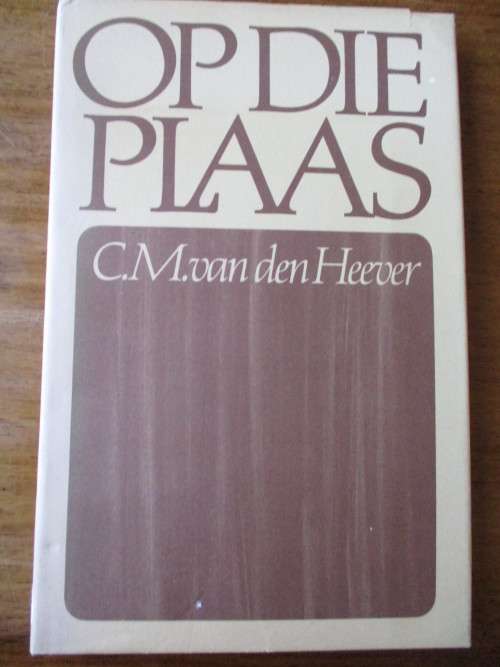 OP DIE
PLAAS
C.M. van den Heever